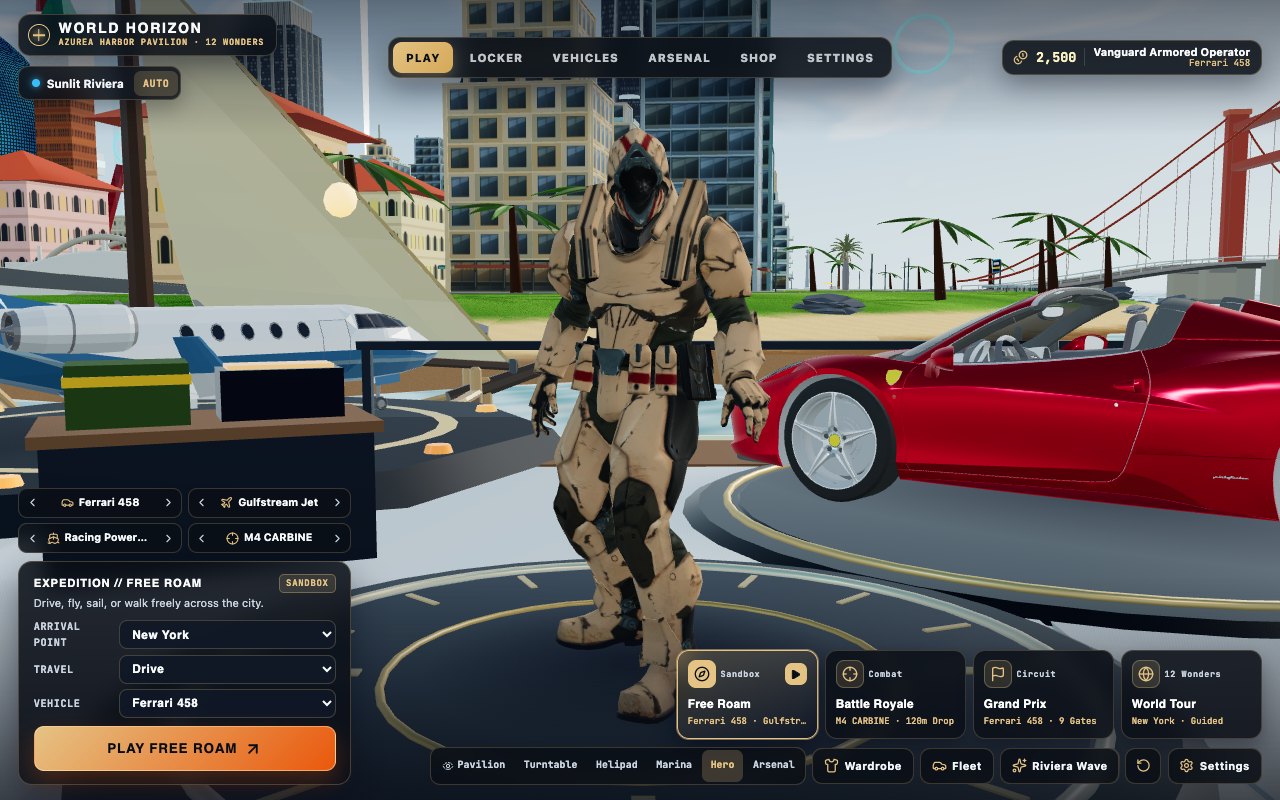 WORLD HORIZON
AZUREA HARBOR PAVILION · 12 WONDERS
Sunlit Riviera AUTO
PLAY LOCKER VEHICLES ARSENAL SHOP SETTINGS
2,500
Vanguard Armored Operator
Ferrari 458
Ferrari 458
Gulfstream Jet
Racing Power...
M4 CARBINE
EXPEDITION // FREE ROAM SANDBOX
Drive, fly, sail, or walk freely across the city.
ARRIVAL POINT New York
TRAVEL Drive
VEHICLE Ferrari 458
PLAY FREE ROAM
Sandbox
Free Roam
Ferrari 458 · Gulfstr…
Combat
Battle Royale
M4 CARBINE · 120m Drop
Circuit
Grand Prix
Ferrari 458 · 9 Gates
12 Wonders
World Tour
New York · Guided
Pavilion Turntable Helipad Marina Hero Arsenal
Wardrobe Fleet Riviera Wave Settings